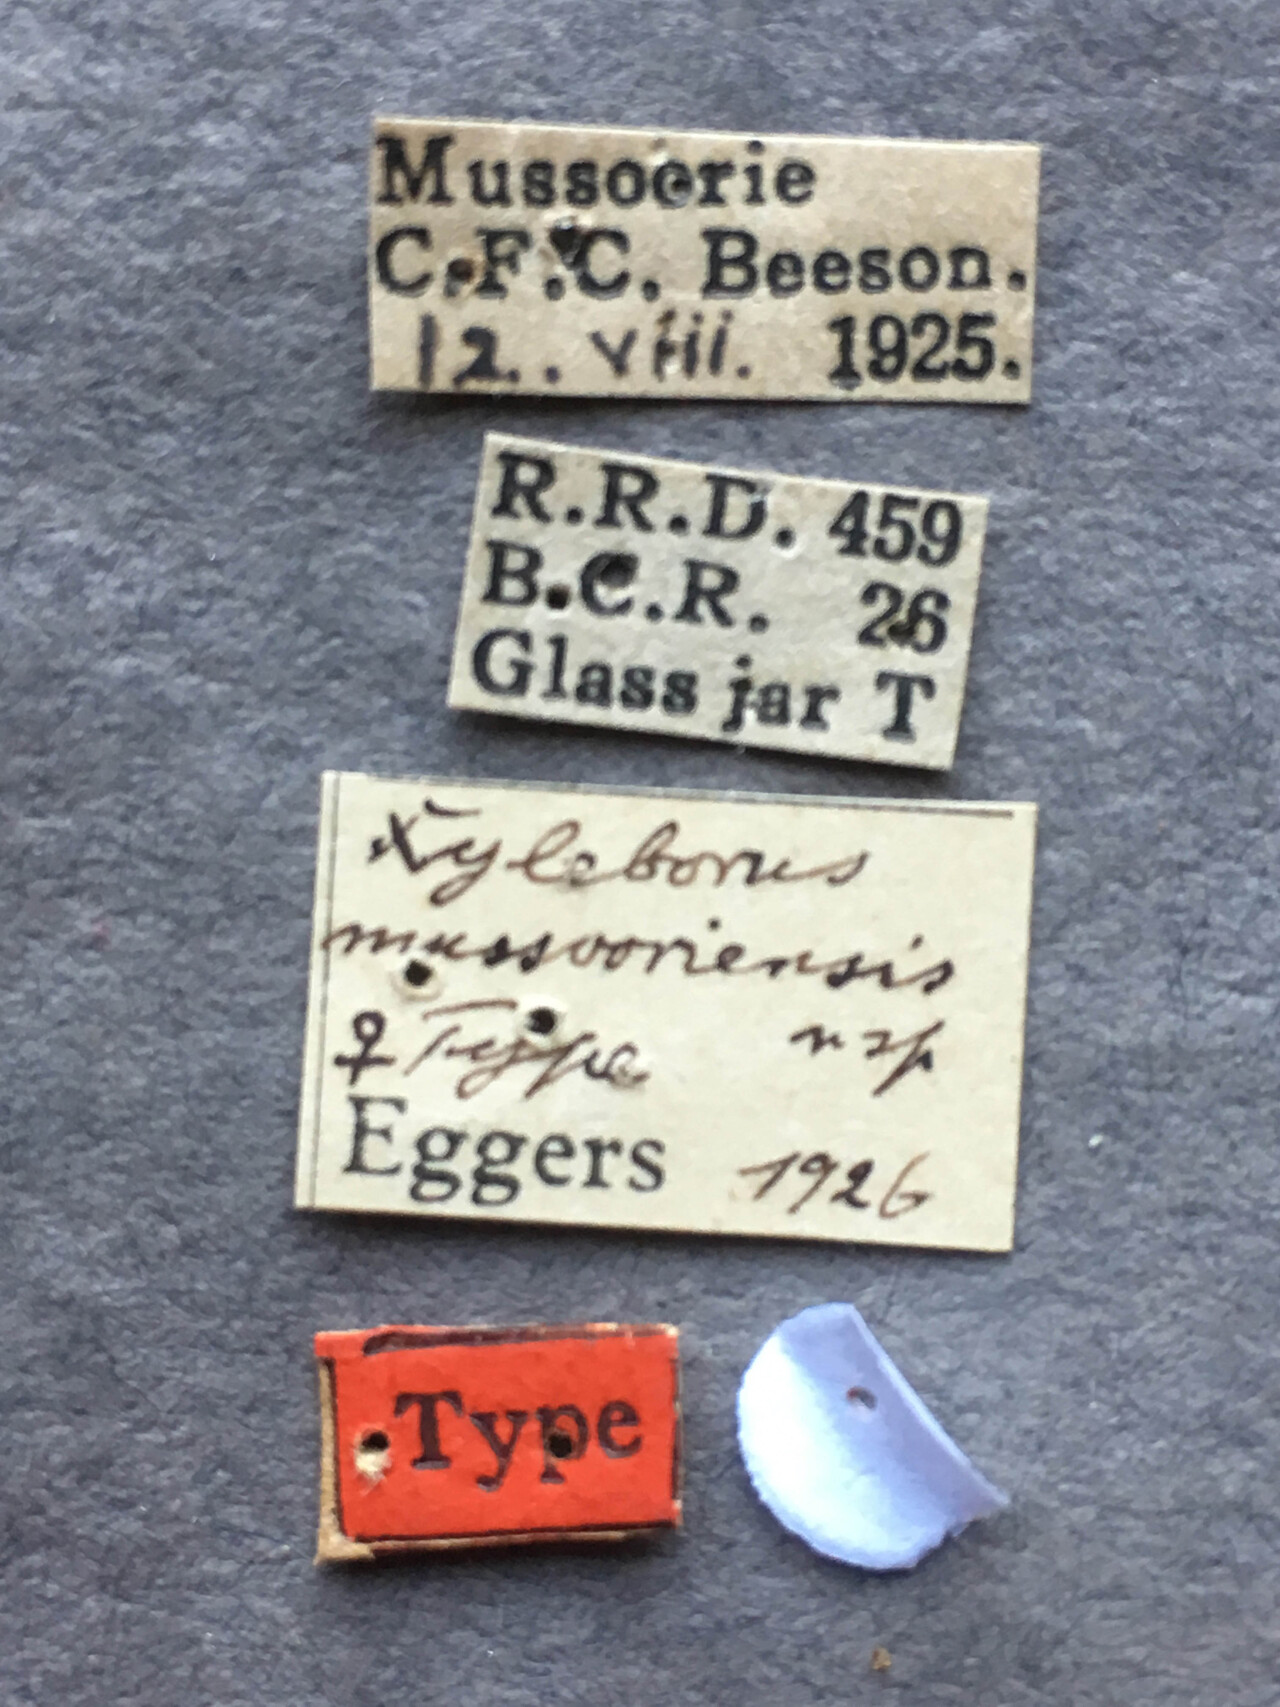 Mussoorie
C.F.C. Beeson.
12. viii. 1925.
R.R.D. 459
B.C.R. 26
Glass jar T
Xyleborus
mussooriensis
♀ Type n sp
Eggers 1926
Type